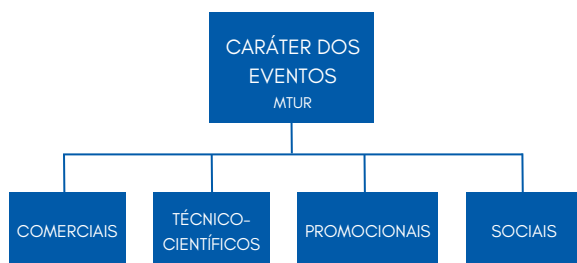 CARÁTER DOS
EVENTOS
MTUR
COMERCIAIS
TÉCNICO-
CIENTÍFICOS
PROMOCIONAIS
SOCIAIS